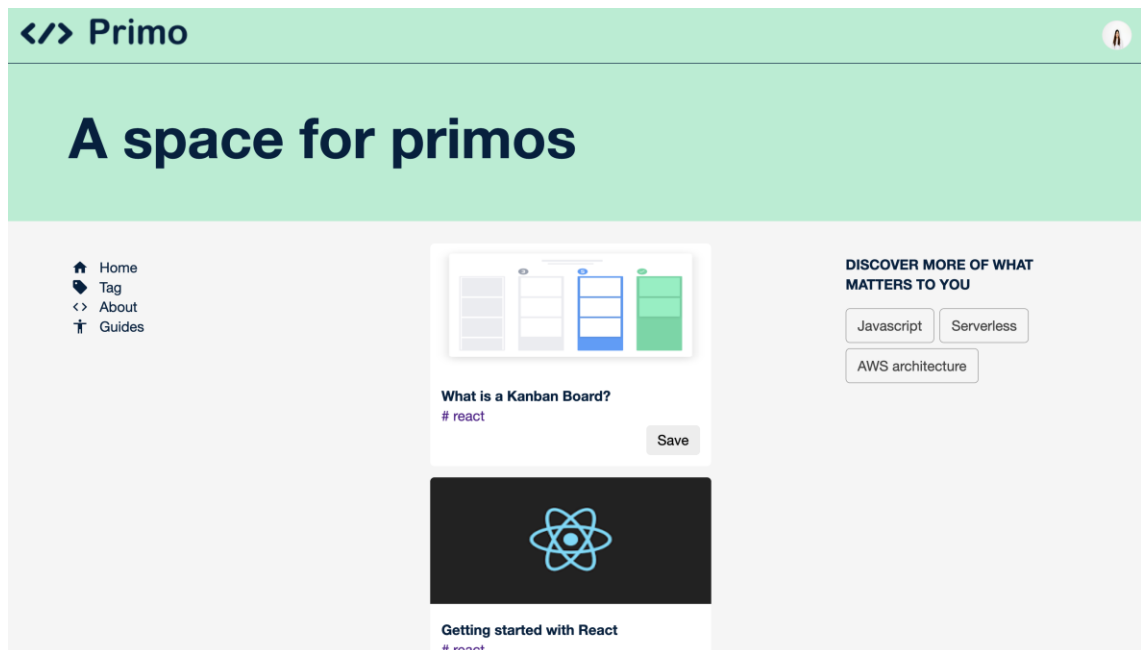 </> Primo
A space for primos
Home
Tag
About
Guides
What is a Kanban Board?
# react
Save
Getting started with React
# react
DISCOVER MORE OF WHAT
MATTERS TO YOU
Javascript
Serverless
AWS architecture